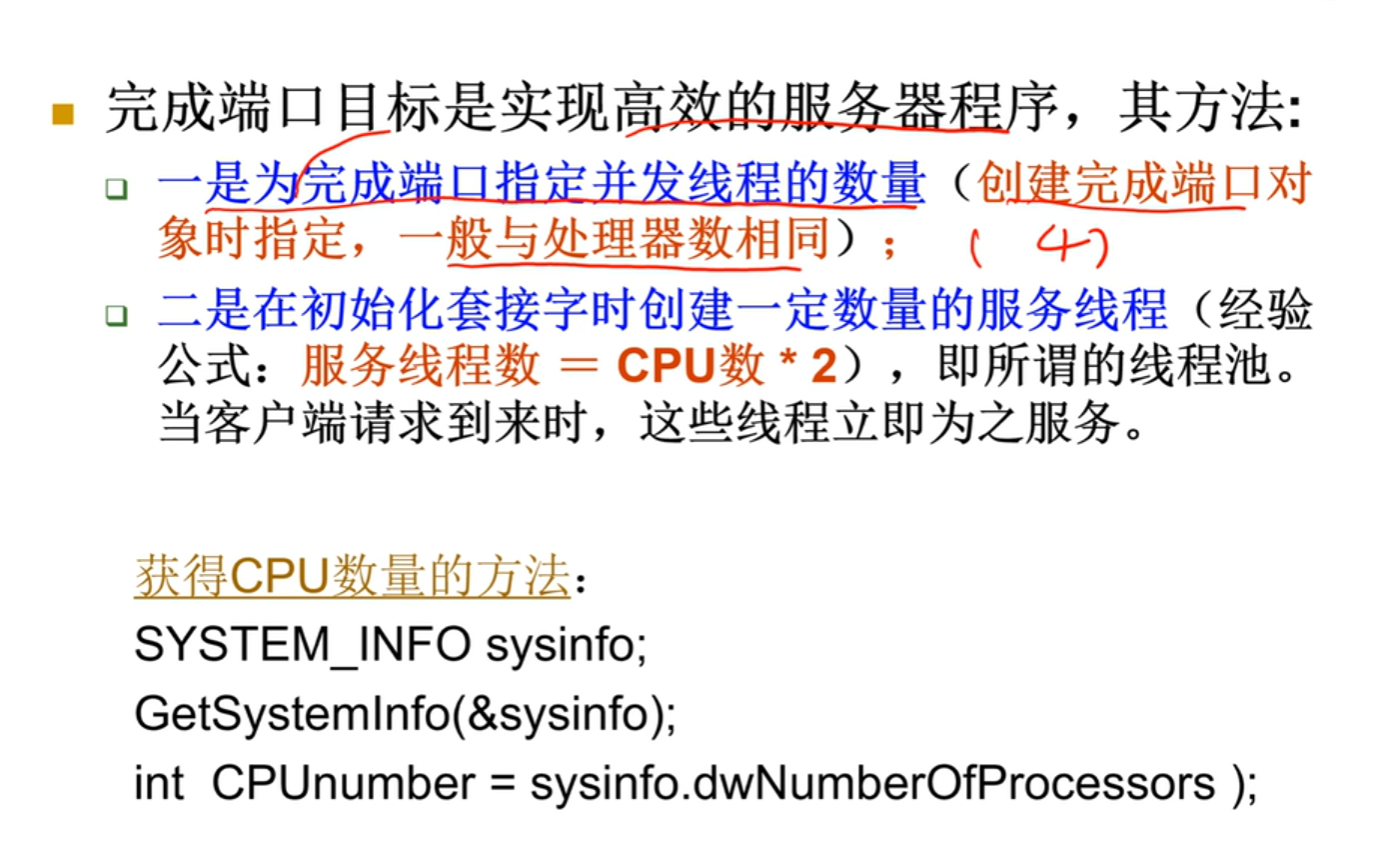 完成端口目标是实现高效的服务器程序，其方法:
一是为完成端口指定并发线程的数量（创建完成端口对
象时指定，一般与处理器数相同）； ( 4)
二是在初始化套接字时创建一定数量的服务线程（经验
公式：服务线程数 ＝ CPU数 * 2），即所谓的线程池。
当客户端请求到来时，这些线程立即为之服务。
获得CPU数量的方法：
SYSTEM_INFO sysinfo;
GetSystemInfo(&sysinfo);
int  CPUnumber = sysinfo.dwNumberOfProcessors );